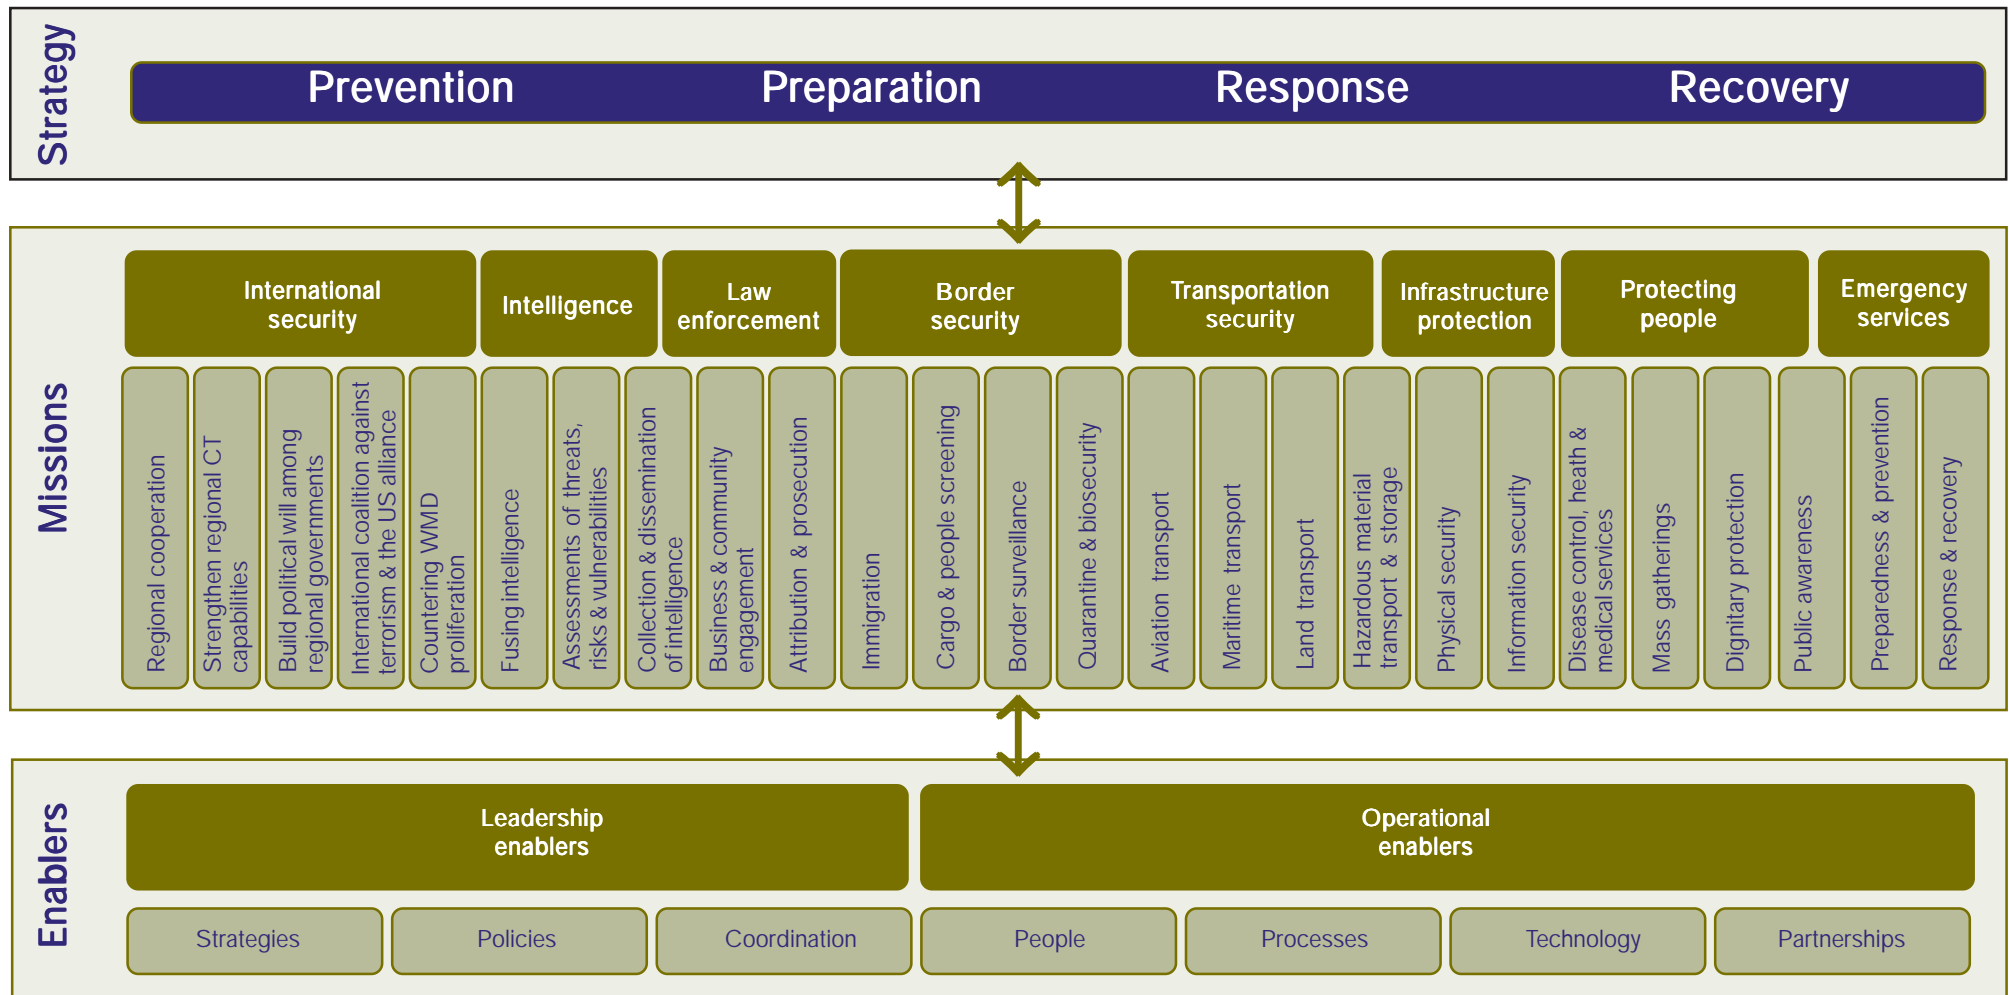 Strategy
Prevention
Preparation
Response
Recovery
Missions
International
security
Intelligence
Law
enforcement
Border
security
Transportation
security
Infrastructure
protection
Protecting
people
Emergency
services
Regional cooperation
Strengthen regional CT
capabilities
Build political will among
regional governments
International coalition against
terrorism & the US alliance
Countering WMD
proliferation
Fusing intelligence
Assessments of threats,
risks & vulnerabilities
Collection & dissemination
of intelligence
Business & community
engagement
Attribution & prosecution
Immigration
Cargo & people screening
Border surveillance
Quarantine & biosecurity
Aviation transport
Maritime transport
Land transport
Hazardous material
transport & storage
Physical security
Information security
Disease control, heath &
medical services
Mass gatherings
Dignitary protection
Public awareness
Preparedness & prevention
Response & recovery
Enablers
Leadership
enablers
Operational
enablers
Strategies
Policies
Coordination
People
Processes
Technology
Partnerships